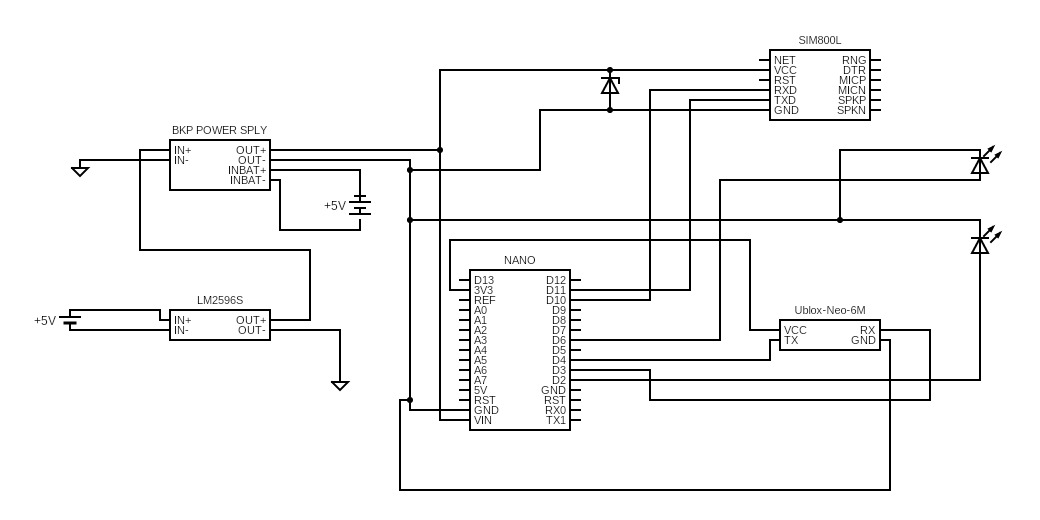 SIM800L
NET RNG
VCC DTR
RST MICP
RXD MICN
TXD SPKP
GND SPKN
BKP POWER SPLY
IN+ OUT+
IN- OUT-
INBAT+
INBAT-
+5V
LM2596S
IN+ OUT+
IN- OUT-
+5V
NANO
D13 D12
3V3 D11
REF D10
A0 D9
A1 D8
A2 D7
A3 D6
A4 D5
A5 D4
A6 D3
A7 D2
5V GND
RST RST
GND RX0
VIN TX1
Ublox-Neo-6M
VCC RX
TX GND